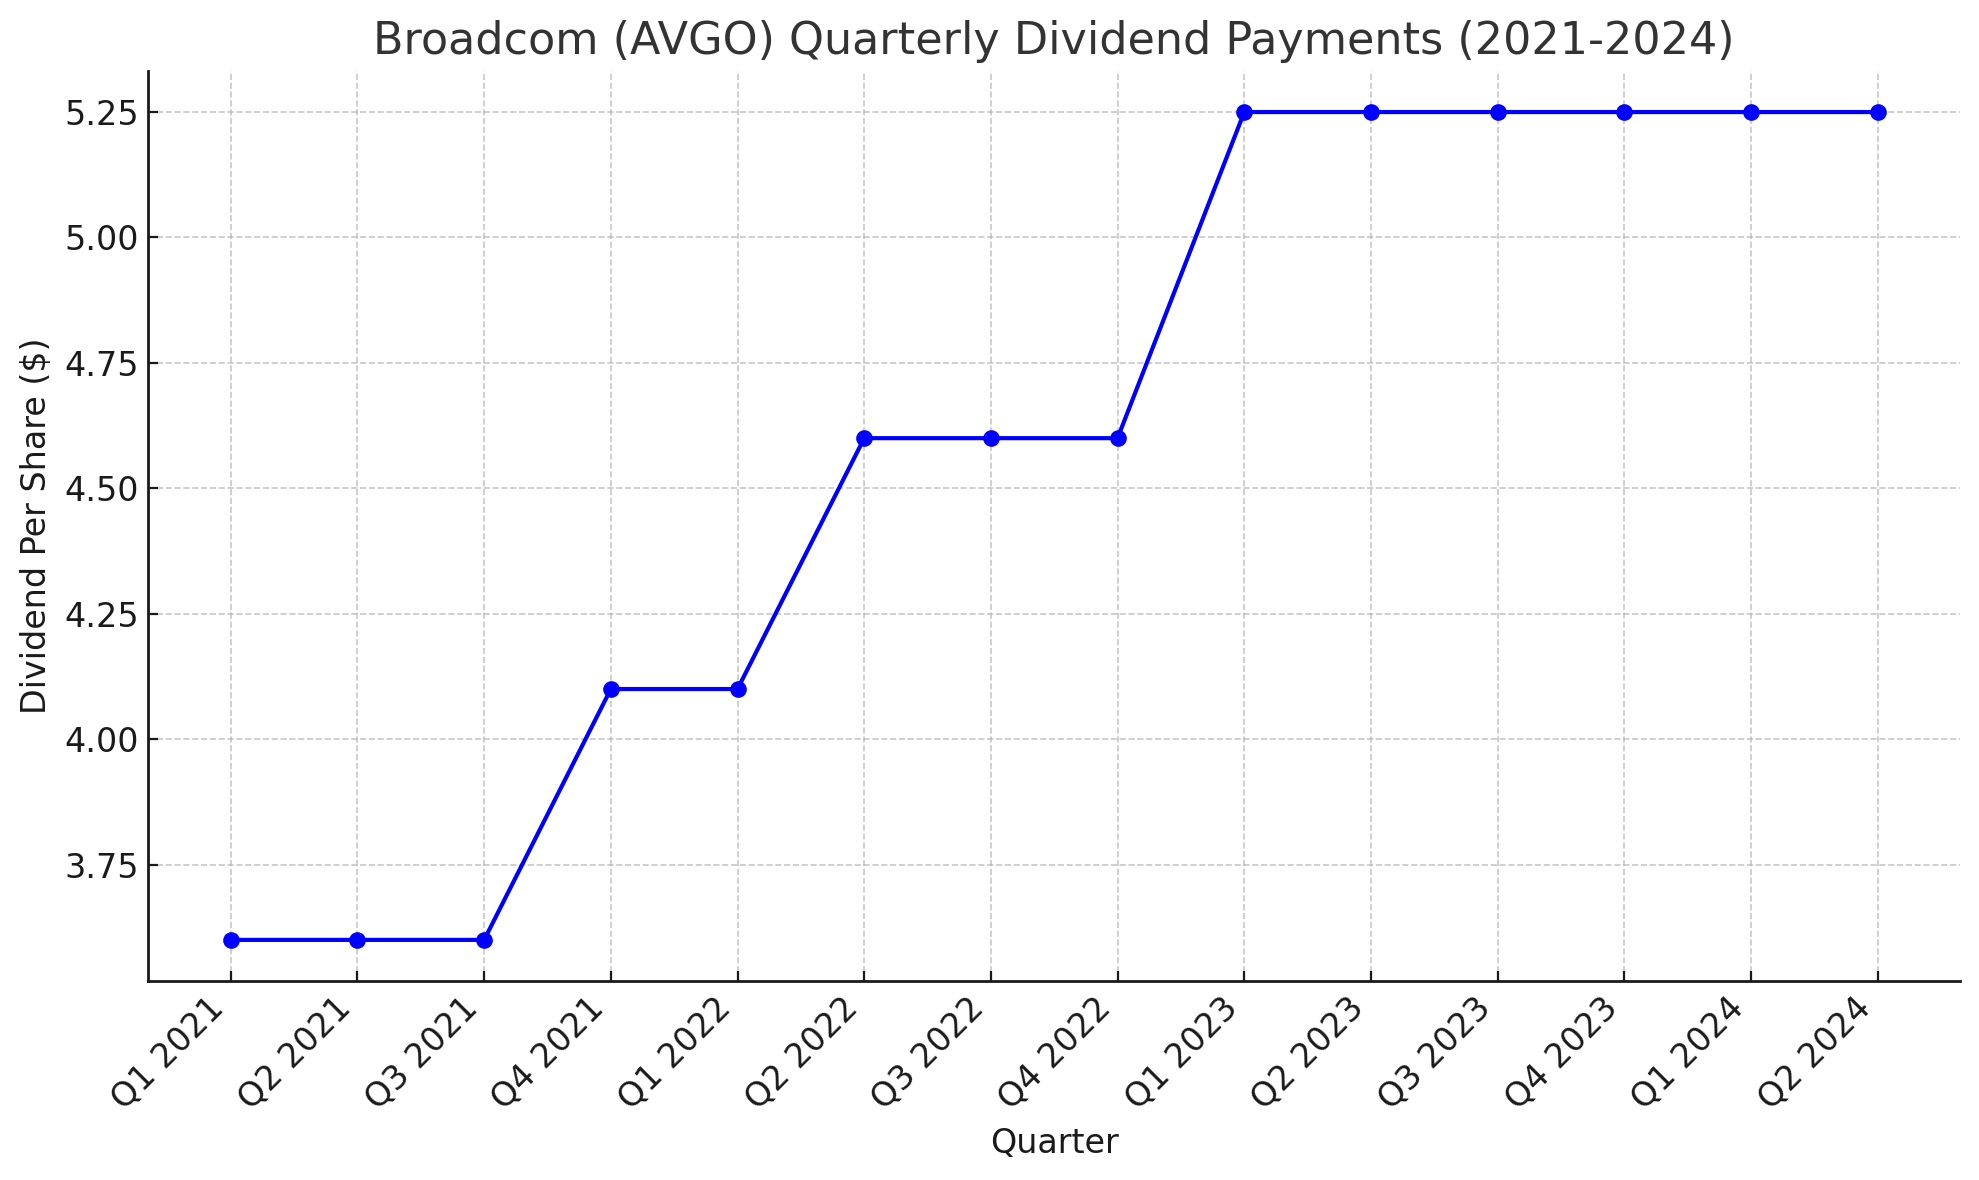 Broadcom (AVGO) Quarterly Dividend Payments (2021-2024)
Dividend Per Share ($)
5.25
5.00
4.75
4.50
4.25
4.00
3.75
Q1 2021
Q2 2021
Q3 2021
Q4 2021
Q1 2022
Q2 2022
Q3 2022
Q4 2022
Q1 2023
Q2 2023
Q3 2023
Q4 2023
Q1 2024
Q2 2024
Quarter